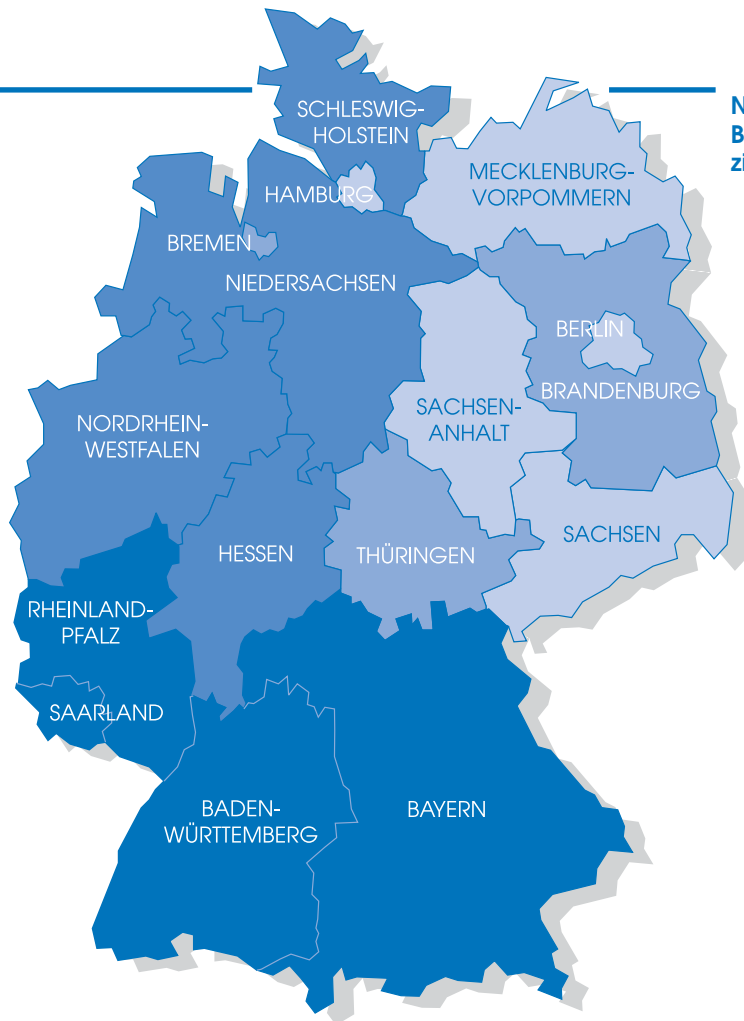 SCHLESWIG-
HOLSTEIN
MECKLENBURG-
VORPOMMERN
HAMBURG
BREMEN
NIEDERSACHSEN
BERLIN
BRANDENBURG
NORDRHEIN-
WESTFALEN
SACHSEN-
ANHALT
SACHSEN
HESSEN
THÜRINGEN
RHEINLAND-
PFALZ
SAARLAND
BADEN-
WÜRTTEMBERG
BAYERN